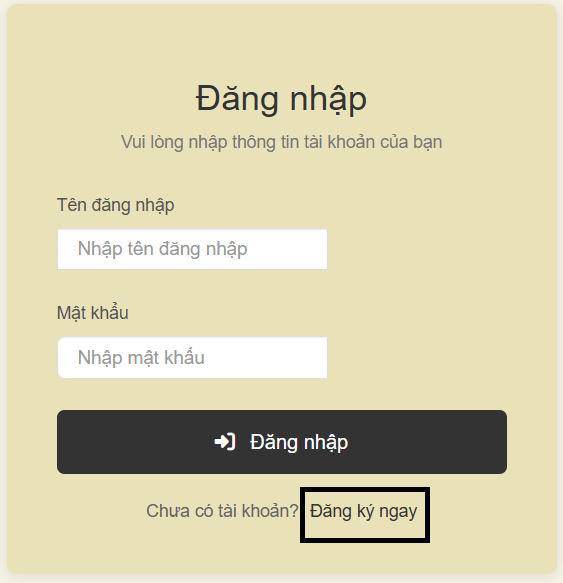 Đăng nhập
Vui lòng nhập thông tin tài khoản của bạn
Tên đăng nhập
Nhập tên đăng nhập
Mật khẩu
Nhập mật khẩu
Đăng nhập
Chưa có tài khoản? Đăng ký ngay